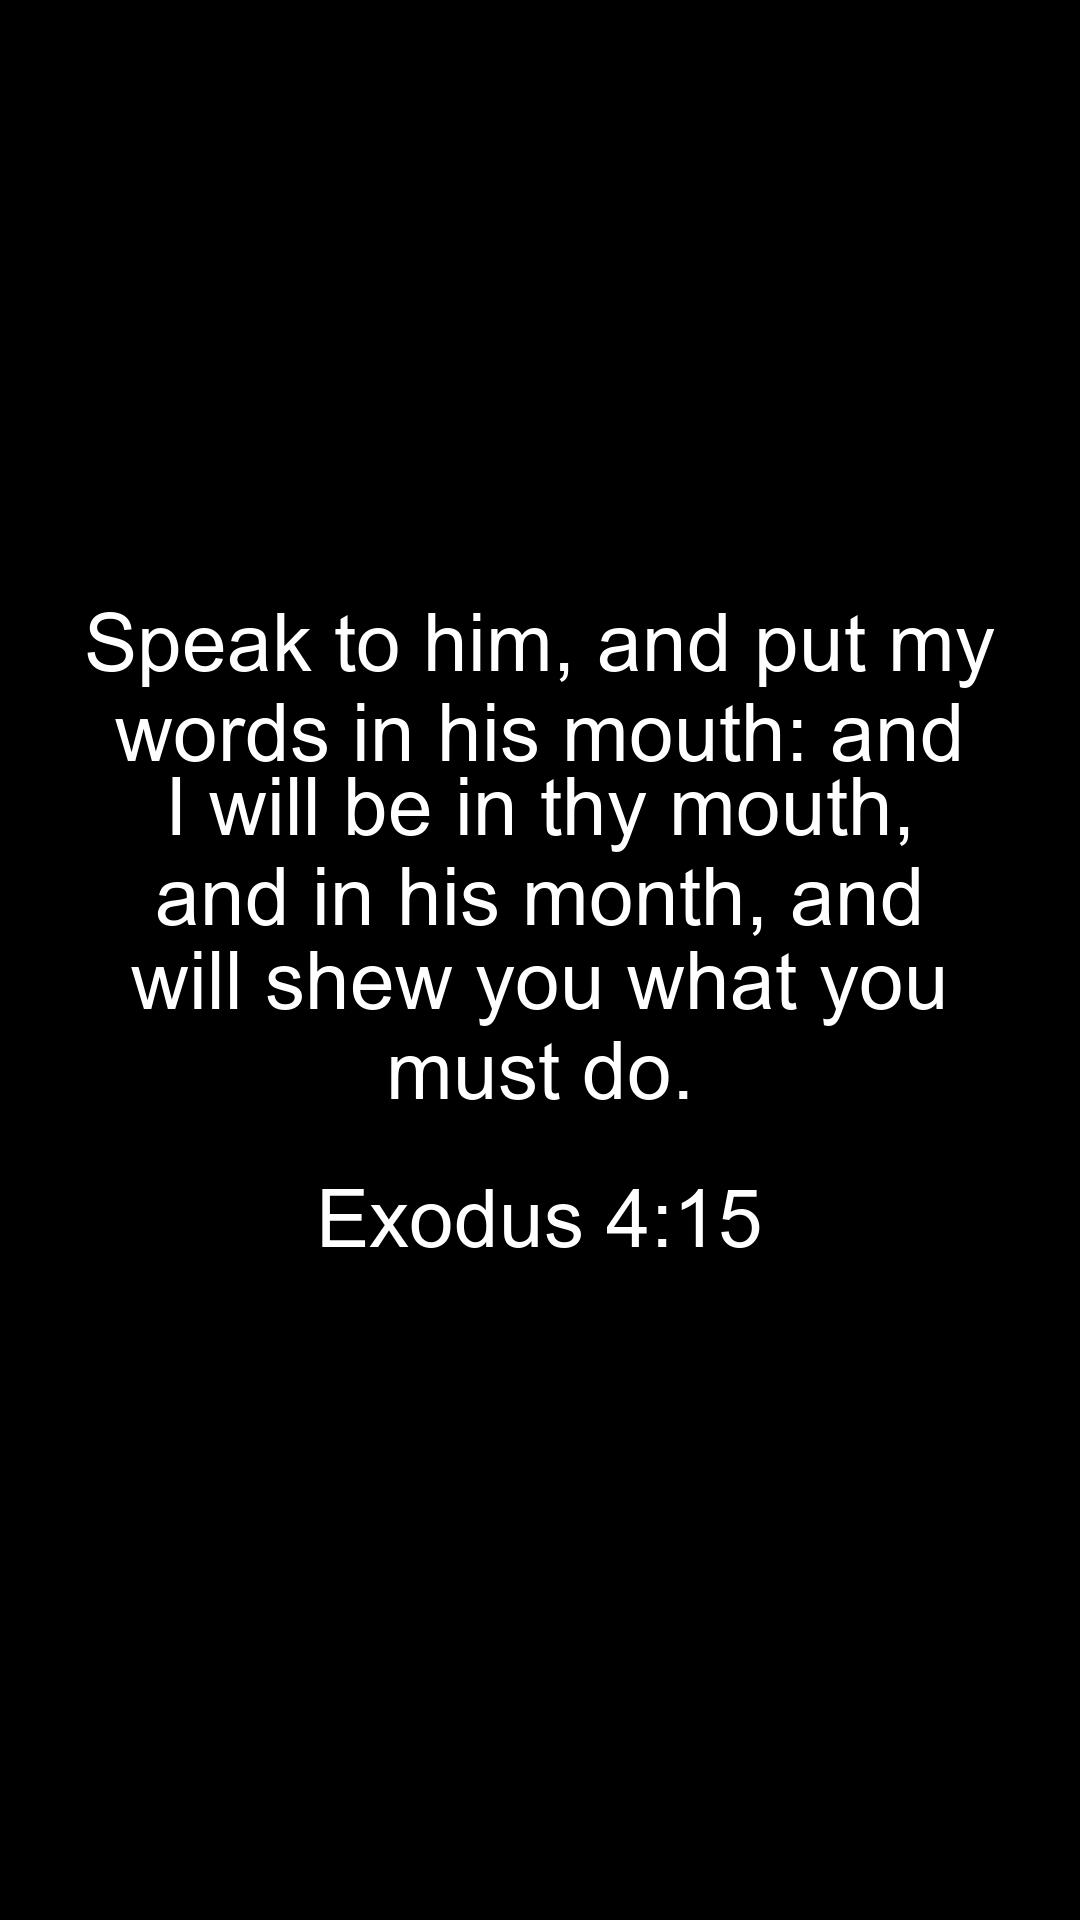 Speak to him, and put my
words in his mouth: and
I will be in thy mouth,
and in his month, and
will shew you what you
must do.
Exodus 4:15